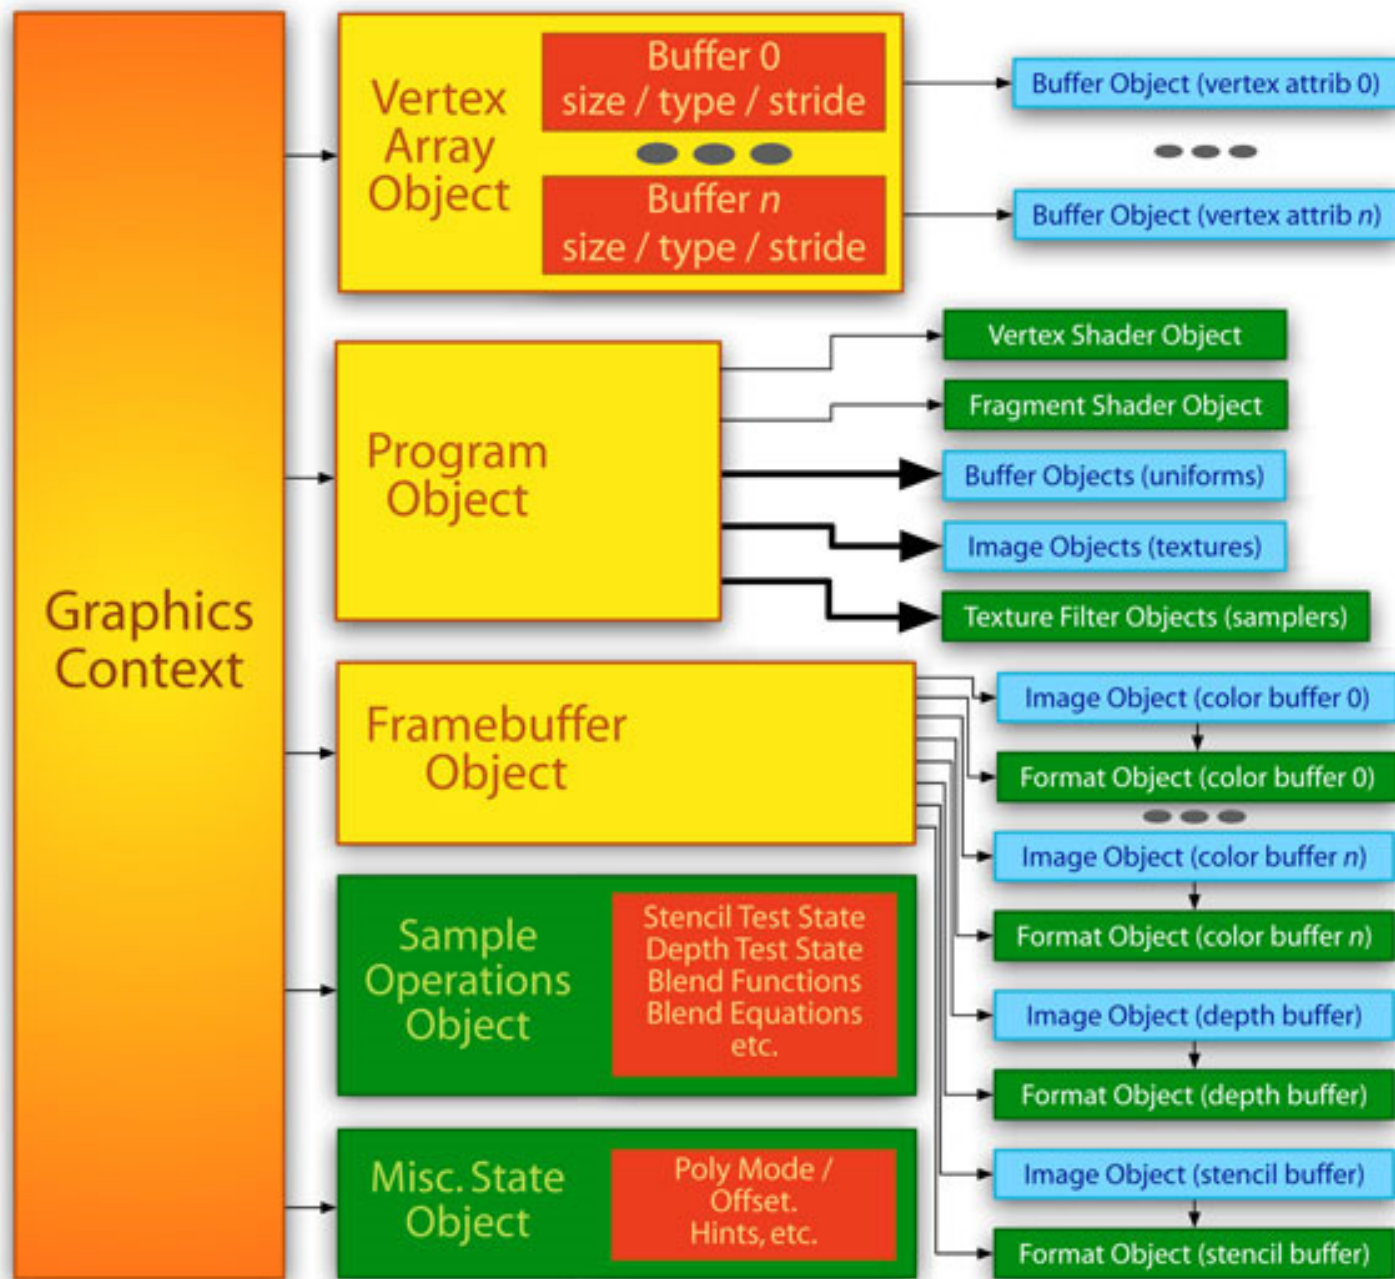 Graphics
Context
Vertex
Array
Object
Buffer 0
size / type / stride
Buffer n
size / type / stride
Buffer Object (vertex attrib 0)
Buffer Object (vertex attrib n)
Program
Object
Vertex Shader Object
Fragment Shader Object
Buffer Objects (uniforms)
Image Objects (textures)
Texture Filter Objects (samplers)
Framebuffer
Object
Image Object (color buffer 0)
Format Object (color buffer 0)
Image Object (color buffer n)
Format Object (color buffer n)
Image Object (depth buffer)
Format Object (depth buffer)
Image Object (stencil buffer)
Format Object (stencil buffer)
Sample
Operations
Object
Stencil Test State
Depth Test State
Blend Functions
Blend Equations
etc.
Misc. State
Object
Poly Mode /
Offset.
Hints, etc.